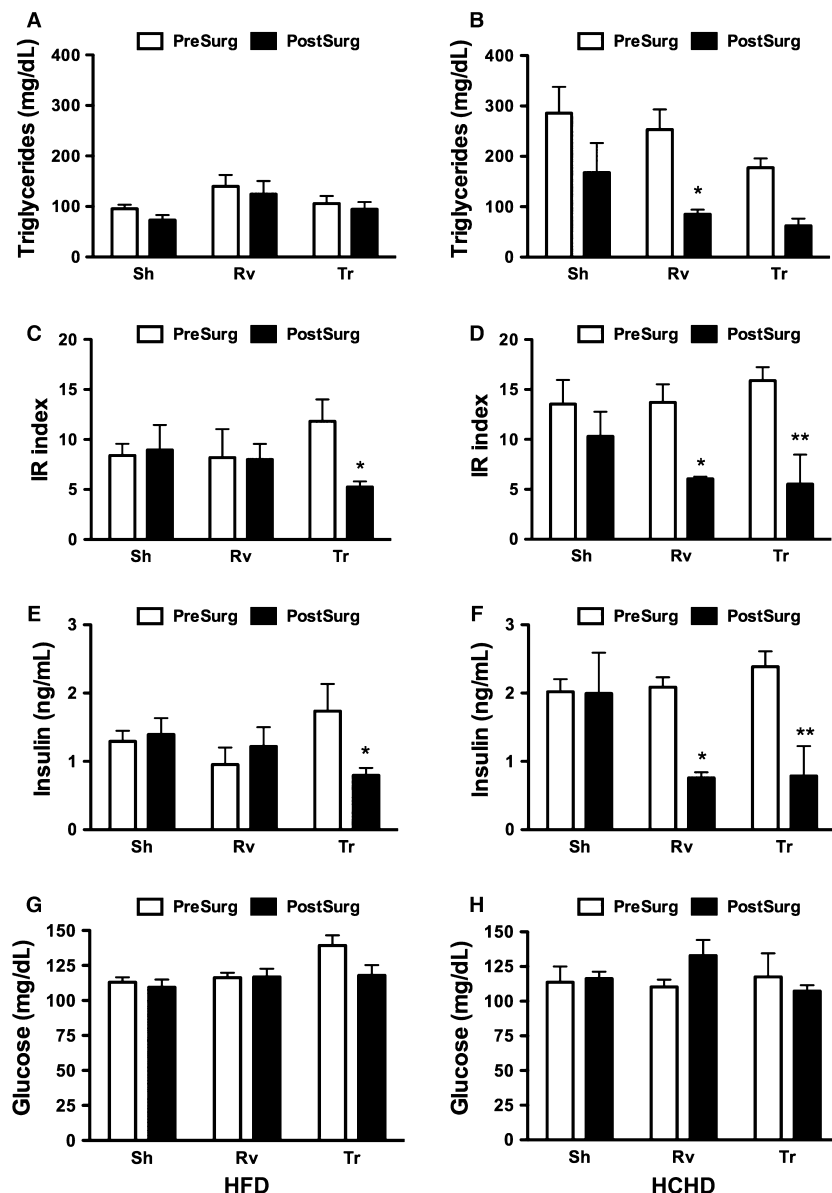 A
PreSurg PostSurg
Triglycerides (mg/dL)
400
300
200
100
0
Sh Rv Tr
B
PreSurg PostSurg
Triglycerides (mg/dL)
400
300
200
100
0
*
Sh Rv Tr
C
PreSurg PostSurg
IR index
20
15
10
5
0
*
Sh Rv Tr
D
PreSurg PostSurg
IR index
20
15
10
5
0
* **
Sh Rv Tr
E
PreSurg PostSurg
Insulin (ng/mL)
3
2
1
0
*
Sh Rv Tr
F
PreSurg PostSurg
Insulin (ng/mL)
3
2
1
0
* **
Sh Rv Tr
G
PreSurg PostSurg
Glucose (mg/dL)
150
125
100
75
50
25
0
Sh Rv Tr
HFD
H
PreSurg PostSurg
Glucose (mg/dL)
150
125
100
75
50
25
0
Sh Rv Tr
HCHD